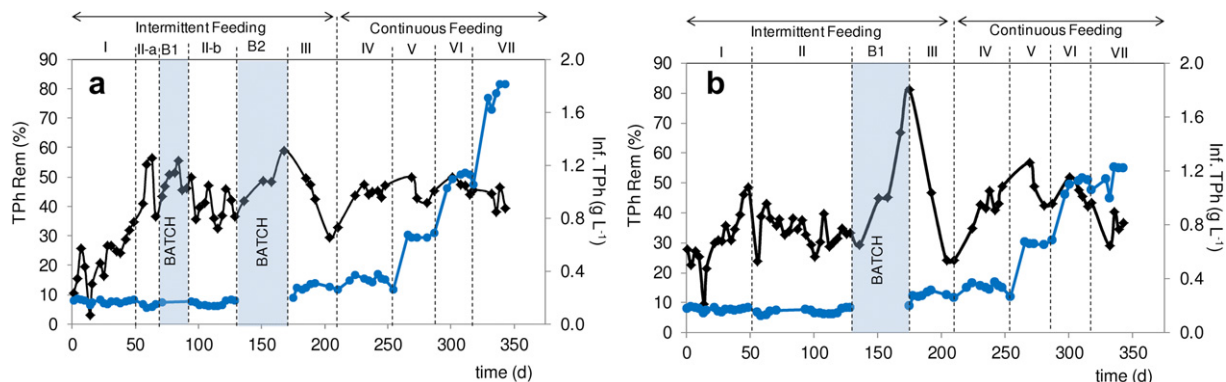 Intermittent Feeding Continuous Feeding
I II-a B1 II-b B2 III IV V VI VII
a
90
80
70
60
50
40
30
20
10
0
TPh Rem (%)
BATCH
BATCH
2.0
1.6
1.2
0.8
0.4
0.0
Inf. TPh (g L-1)
0 50 100 150 200 250 300 350
time (d)
Intermittent Feeding Continuous Feeding
I II B1 III IV V VI VII
b
90
80
70
60
50
40
30
20
10
0
TPh Rem (%)
BATCH
2.0
1.6
1.2
0.8
0.4
0.0
Inf. TPh (g L-1)
0 50 100 150 200 250 300 350
time (d)